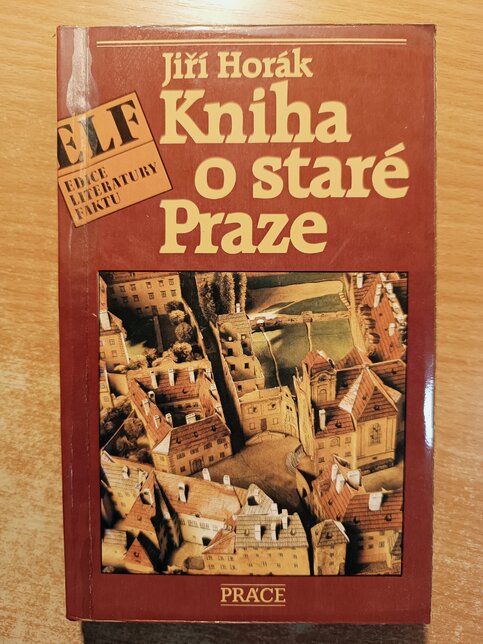 Jiří Horák
Kniha
o staré
Praze
ELF
EDICE
LITERATURY
FAKTU
PRÁCE